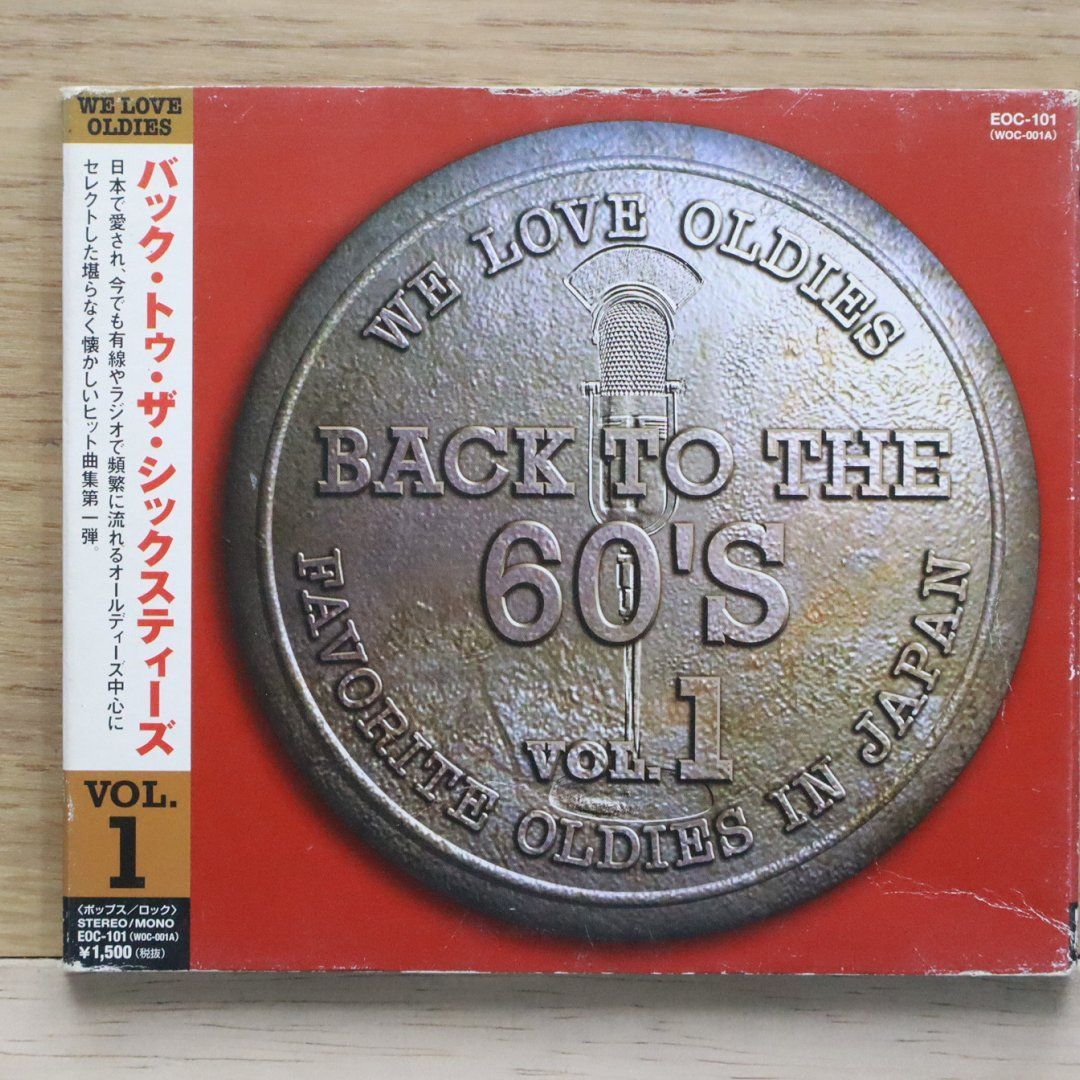 WE LOVE
OLDIES
バック・トゥ・ザ・シックスティーズ
日本で愛され、今でも有線やラジオで頻繁に流れるオールディーズ中心に
セレクトした堪らなく懐かしいヒット曲集第一弾。
VOL.
1
〈ポップス/ロック〉
STEREO/MONO
EOC-101 (WOC-001A)
¥1,500 (税抜)
EOC-101
(WOC-001A)
WE LOVE OLDIES
BACK TO THE
60'S
VOL. 1
FAVORITE OLDIES IN JAPAN